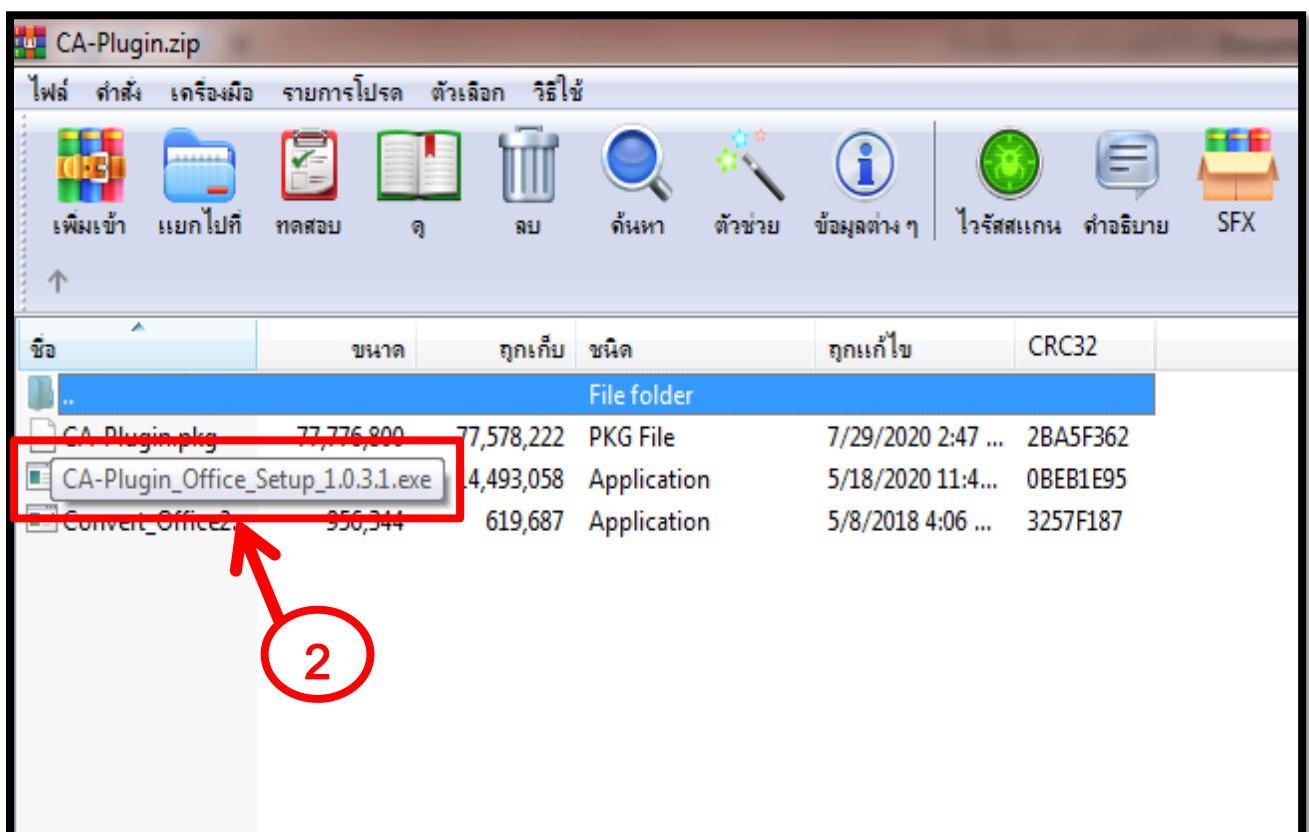 CA-Plugin.zip
ไฟล์ คำสั่ง เครื่องมือ รายการโปรด ตัวเลือก วิธีใช้
เพิ่มเข้า แยกไปที่ ทดสอบ ดู ลบ ค้นหา ตัวช่วย ข้อมูลต่าง ๆ ไวรัสสแกน คำอธิบาย SFX
ชื่อ ขนาด ถูกเก็บ ชนิด ถูกแก้ไข CRC32
.. File folder
CA-Plugin.pkg 77,776,800 77,578,222 PKG File 7/29/2020 2:47 ... 2BA5F362
CA-Plugin_Office_Setup_1.0.3.1.exe 4,493,058 Application 5/18/2020 11:4... 0BEB1E95
Convert_Office2. 956,344 619,687 Application 5/8/2018 4:06 ... 3257F187
2